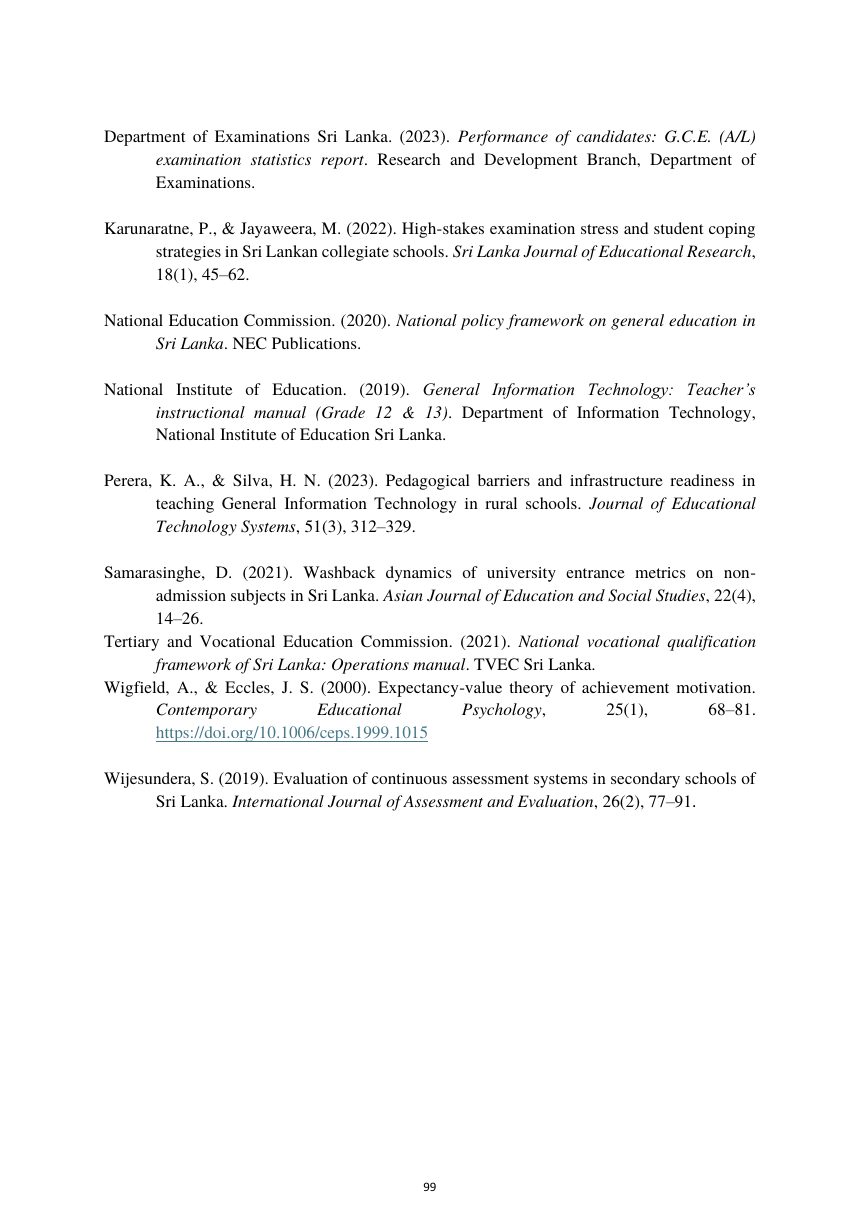 Department of Examinations Sri Lanka. (2023). Performance of candidates: G.C.E. (A/L)
examination statistics report. Research and Development Branch, Department of
Examinations.
Karunaratne, P., & Jayaweera, M. (2022). High-stakes examination stress and student coping
strategies in Sri Lankan collegiate schools. Sri Lanka Journal of Educational Research,
18(1), 45–62.
National Education Commission. (2020). National policy framework on general education in
Sri Lanka. NEC Publications.
National Institute of Education. (2019). General Information Technology: Teacher’s
instructional manual (Grade 12 & 13). Department of Information Technology,
National Institute of Education Sri Lanka.
Perera, K. A., & Silva, H. N. (2023). Pedagogical barriers and infrastructure readiness in
teaching General Information Technology in rural schools. Journal of Educational
Technology Systems, 51(3), 312–329.
Samarasinghe, D. (2021). Washback dynamics of university entrance metrics on non-
admission subjects in Sri Lanka. Asian Journal of Education and Social Studies, 22(4),
14–26.
Tertiary and Vocational Education Commission. (2021). National vocational qualification
framework of Sri Lanka: Operations manual. TVEC Sri Lanka.
Wigfield, A., & Eccles, J. S. (2000). Expectancy-value theory of achievement motivation.
Contemporary Educational Psychology, 25(1), 68–81.
https://doi.org/10.1006/ceps.1999.1015
Wijesundera, S. (2019). Evaluation of continuous assessment systems in secondary schools of
Sri Lanka. International Journal of Assessment and Evaluation, 26(2), 77–91.
99